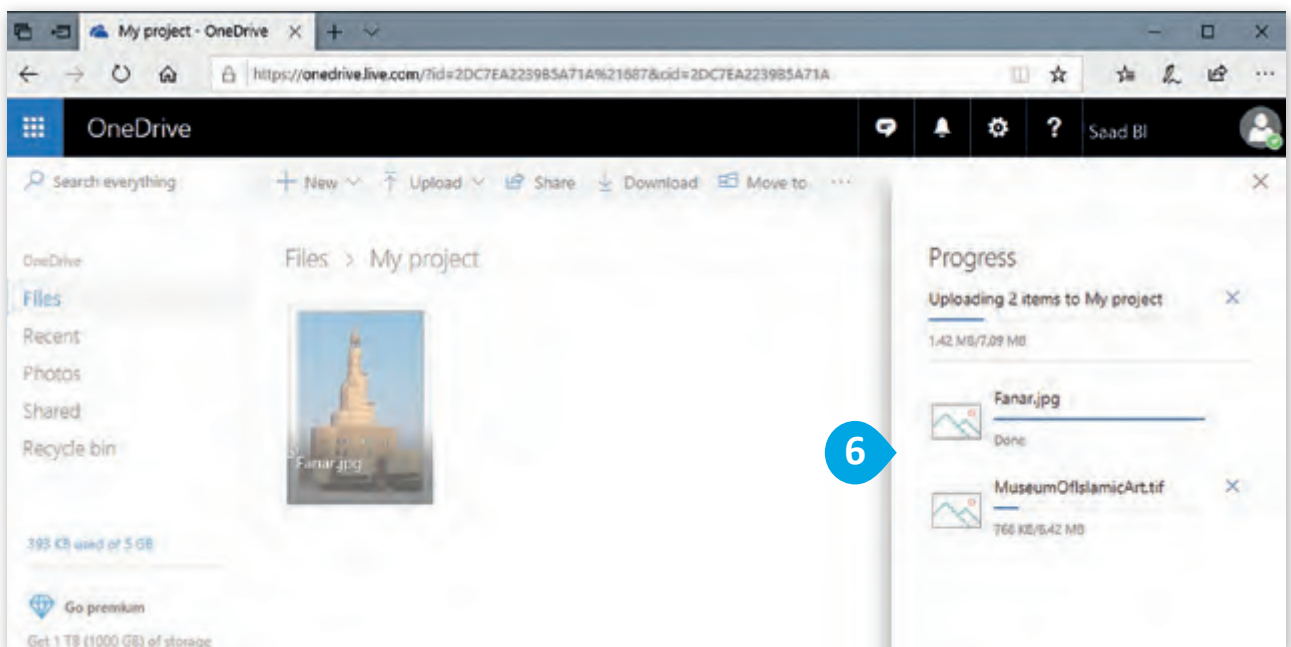 My project - OneDrive
https://onedrive.live.com/?id=2DC7EA223985A71A%21687&cid=2DC7EA223985A71A
OneDrive
?
Saad Bl
Search everything
New
Upload
Share
Download
Move to
...
OneDrive
Files
Recent
Photos
Shared
Recycle bin
393 KB used of 5 GB
Go premium
Get 1 TB (1000 GB) of storage
Files > My project
Fanar.jpg
6
Progress
Uploading 2 items to My project
1.42 MB/7.09 MB
Fanar.jpg
Done
MuseumOfIslamicArt.tif
768 KB/6.42 MB